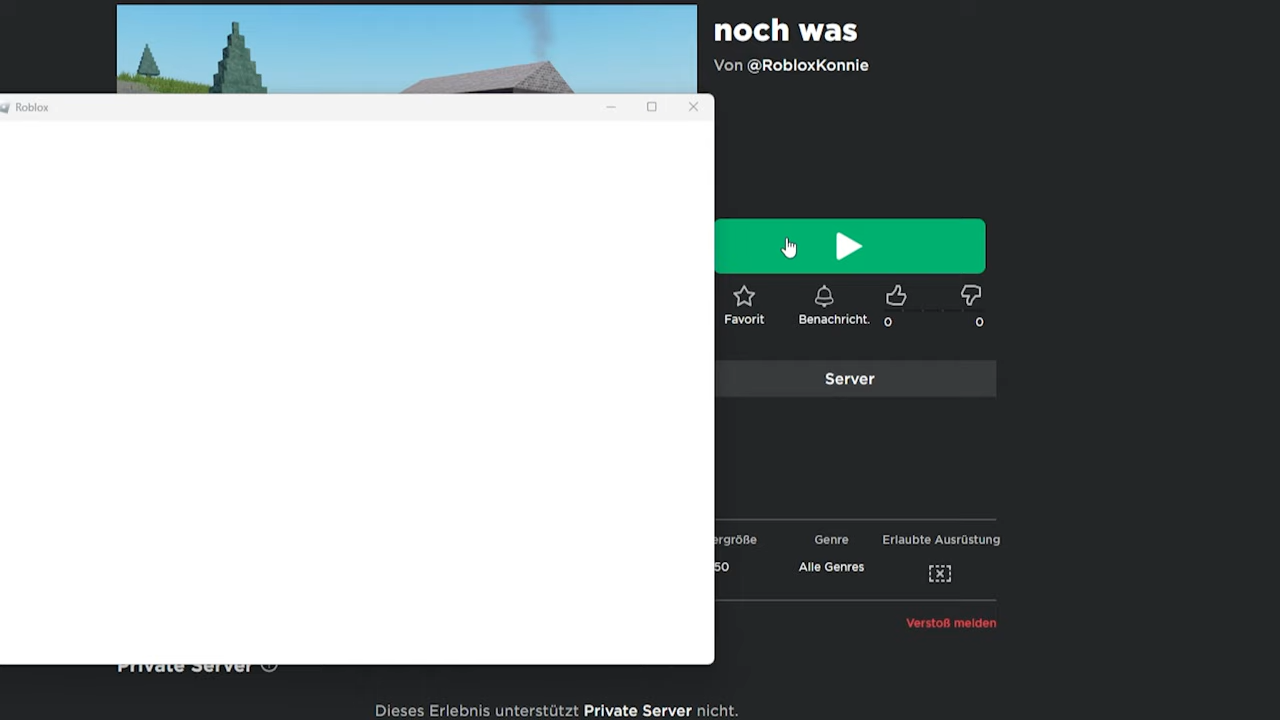 noch was
Von @RobloxKonnie
Roblox
Favorit
Benachricht.
0
0
Server
ergröße
Genre
Erlaubte Ausrüstung
50
Alle Genres
Verstoß melden
Private Server
Dieses Erlebnis unterstützt Private Server nicht.